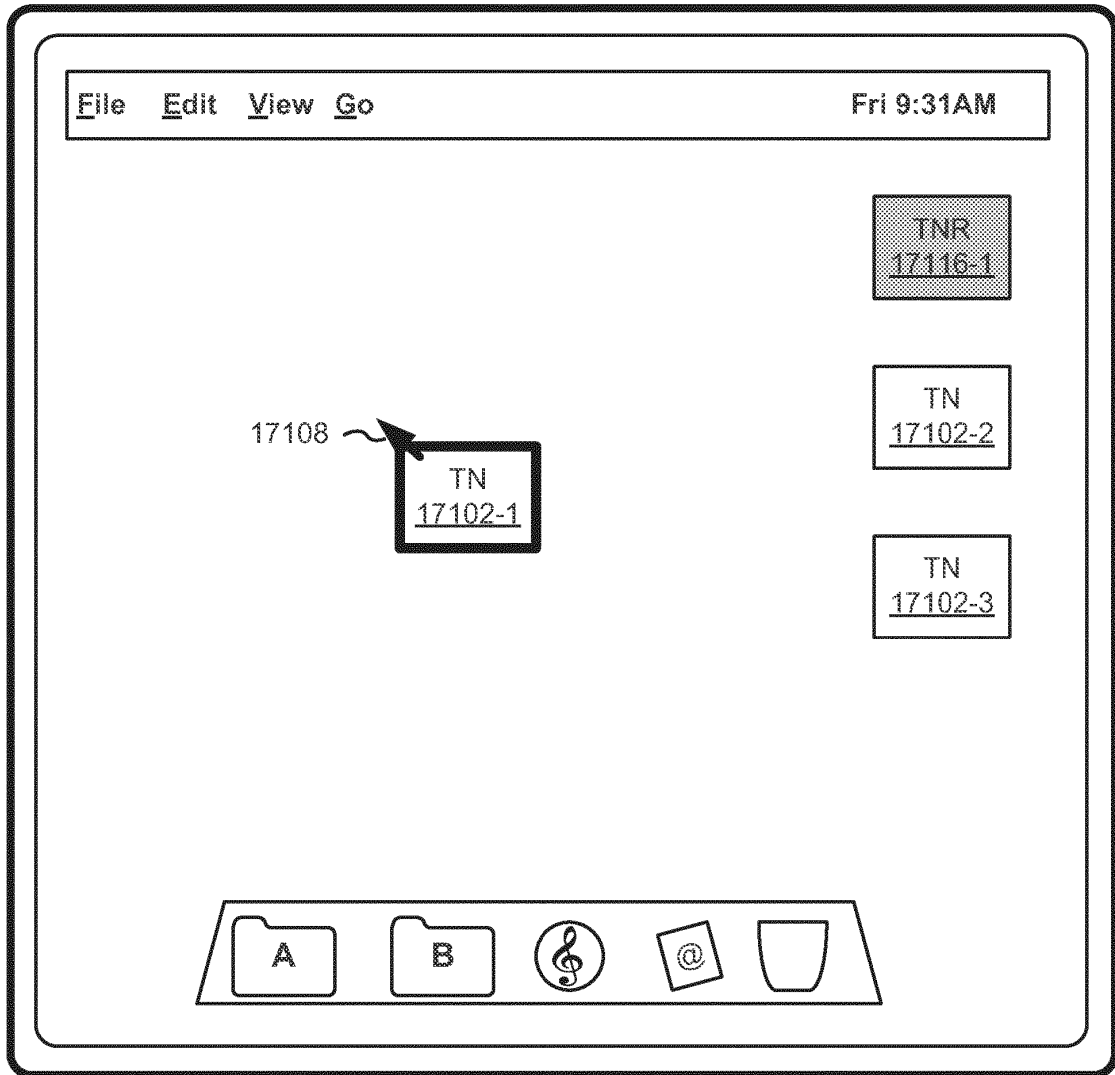 File Edit View Go Fri 9:31AM
TNR
17116-1
TN
17102-2
17108
TN
17102-1
TN
17102-3
A B @